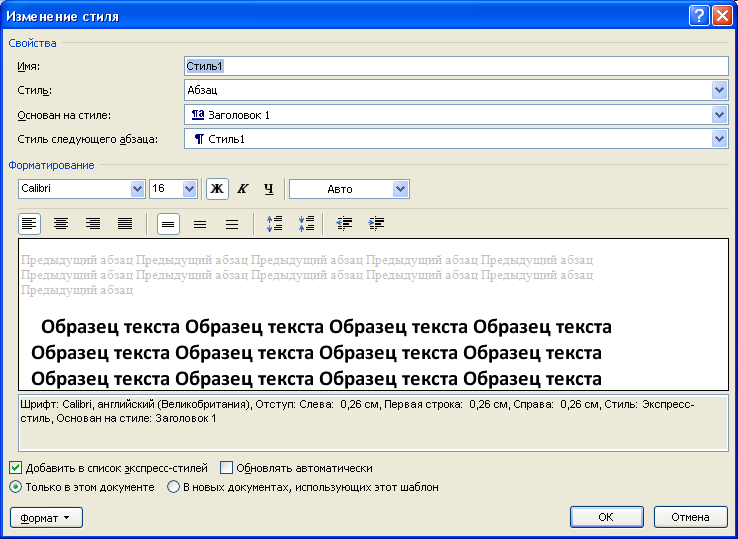 Изменение стиля
Свойства
Имя: Стиль1
Стиль: Абзац
Основан на стиле: ¶a Заголовок 1
Стиль следующего абзаца: ¶ Стиль1
Форматирование
Calibri 16 Ж К Ч Авто
Предыдущий абзац Предыдущий абзац Предыдущий абзац Предыдущий абзац Предыдущий абзац
Предыдущий абзац Предыдущий абзац Предыдущий абзац Предыдущий абзац Предыдущий абзац
Предыдущий абзац
Образец текста Образец текста Образец текста Образец текста
Образец текста Образец текста Образец текста Образец текста
Образец текста Образец текста Образец текста Образец текста
Шрифт: Calibri, английский (Великобритания), Отступ: Слева: 0,26 см, Первая строка: 0,26 см, Справа: 0,26 см, Стиль: Экспресс-
стиль, Основан на стиле: Заголовок 1
Добавить в список экспресс-стилей Обновлять автоматически
Только в этом документе В новых документах, использующих этот шаблон
Формат ОК Отмена